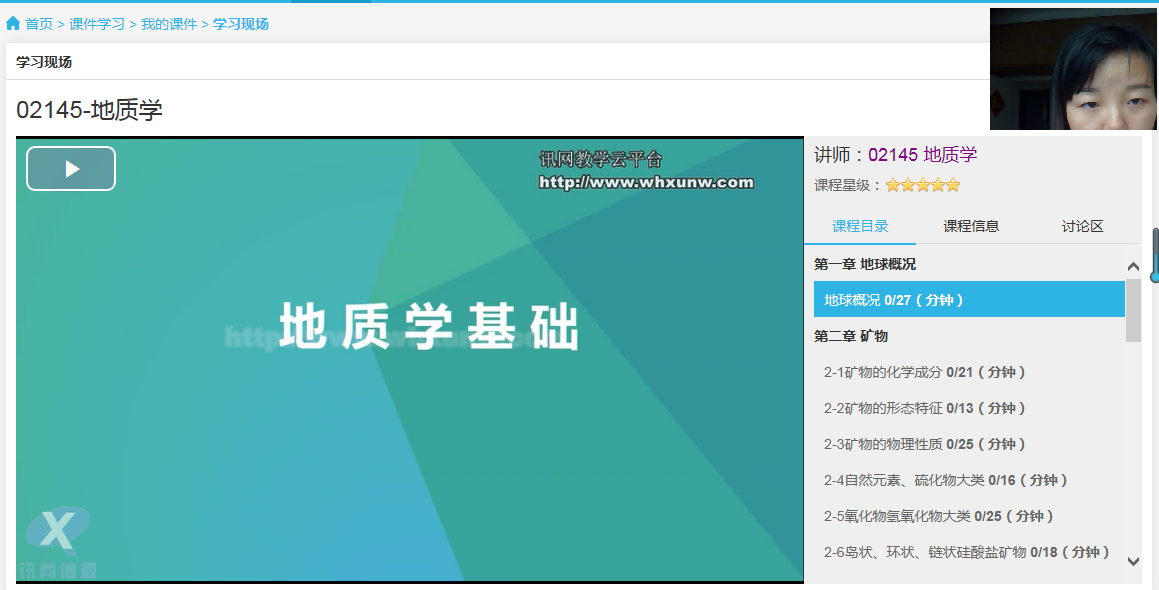 首页 > 课件学习 > 我的课件 > 学习现场
学习现场
02145-地质学
讯网教学云平台
http://www.whxunw.com
地质学基础
X
讯网信盟
讲师：02145 地质学
课程星级：
课程目录 课程信息 讨论区
第一章 地球概况
地球概况 0/27（分钟）
第二章 矿物
2-1矿物的化学成分 0/21（分钟）
2-2矿物的形态特征 0/13（分钟）
2-3矿物的物理性质 0/25（分钟）
2-4自然元素、硫化物大类 0/16（分钟）
2-5氧化物氢氧化物大类 0/25（分钟）
2-6岛状、环状、链状硅酸盐矿物 0/18（分钟）